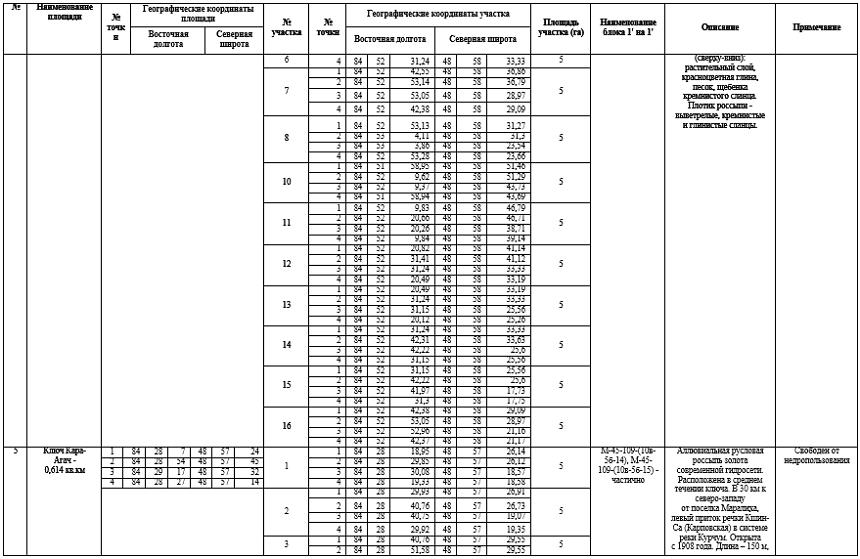 № Наименование площади № точки Географические координаты площади № участка № точки Географические координаты участка Площадь участка (га) Наименование блока 1' на 1' Описание Примечание
Восточная долгота Северная широта Восточная долгота Северная широта
6 4 84 52 31,24 48 58 33,33 5 (сверху-вниз):
растительный слой,
красноцветная глина,
песок, щебенка
кремнистого сланца.
Плотик россыпи -
выветрелые, кремнистые
и глинистые сланцы.
7 1 84 52 42,55 48 58 36,86 5
2 84 52 53,14 48 58 36,79
3 84 52 53,05 48 58 28,97
4 84 52 42,38 48 58 29,09
8 1 84 52 53,13 48 58 31,27 5
2 84 53 4,11 48 58 31,3
3 84 53 3,86 48 58 23,54
4 84 52 53,28 48 58 23,66
10 1 84 51 58,95 48 58 51,46 5
2 84 52 9,62 48 58 51,29
3 84 52 9,37 48 58 43,73
4 84 51 58,94 48 58 43,69
11 1 84 52 9,83 48 58 46,79 5
2 84 52 20,66 48 58 46,71
3 84 52 20,26 48 58 38,71
4 84 52 9,84 48 58 39,14
12 1 84 52 20,82 48 58 41,14 5
2 84 52 31,41 48 58 41,12
3 84 52 31,24 48 58 33,33
4 84 52 20,49 48 58 33,19
13 1 84 52 20,49 48 58 33,19 5
2 84 52 31,24 48 58 33,33
3 84 52 31,15 48 58 25,56
4 84 52 20,12 48 58 25,26
14 1 84 52 31,24 48 58 33,33 5
2 84 52 42,31 48 58 33,63
3 84 52 42,22 48 58 25,6
4 84 52 31,15 48 58 25,56
15 1 84 52 31,15 48 58 25,56 5
2 84 52 42,22 48 58 25,6
3 84 52 41,97 48 58 17,73
4 84 52 31,3 48 58 17,75
16 1 84 52 42,38 48 58 29,09 5
2 84 52 53,05 48 58 28,97
3 84 52 52,96 48 58 21,16
4 84 52 42,37 48 58 21,17
5 Ключ Кара-
Агач -
0,614 кв.км
1 84 28 7 48 57 24
2 84 28 54 48 57 45
3 84 29 17 48 57 32
4 84 28 27 48 57 14
1 1 84 28 18,95 48 57 26,14 5
2 84 28 29,85 48 57 26,12
3 84 28 30,08 48 57 18,57
4 84 28 19,33 48 57 18,58
2 1 84 28 29,93 48 57 26,91 5
2 84 28 40,76 48 57 26,73
3 84 28 40,75 48 57 19,07
4 84 28 29,92 48 57 19,35
3 1 84 28 40,76 48 57 29,55 5
2 84 28 51,58 48 57 29,55
М-45-109-(10в-
5б-14), М-45-
109-(10в-5б-15) -
частично
Аллювиальная русловая
россыпь золота
современной гидросети.
Расположена в среднем
течении ключа. В 30 км к
северо-западу
от поселка Маралиха,
левый приток речки Кшин-
Са (Карповская) в системе
реки Курчум. Открыта
с 1908 года. Длина – 150 м,
Свободен от
недропользования